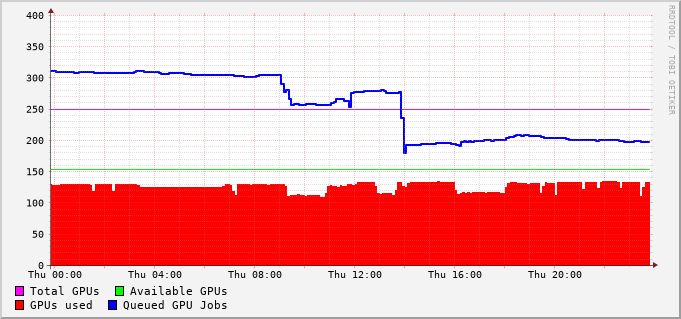 400
350
300
250
200
150
100
50
0
Thu 00:00 Thu 04:00 Thu 08:00 Thu 12:00 Thu 16:00 Thu 20:00
Total GPUs Available GPUs
GPUs used Queued GPU Jobs
RRDTOOL / TOBI OETIKER